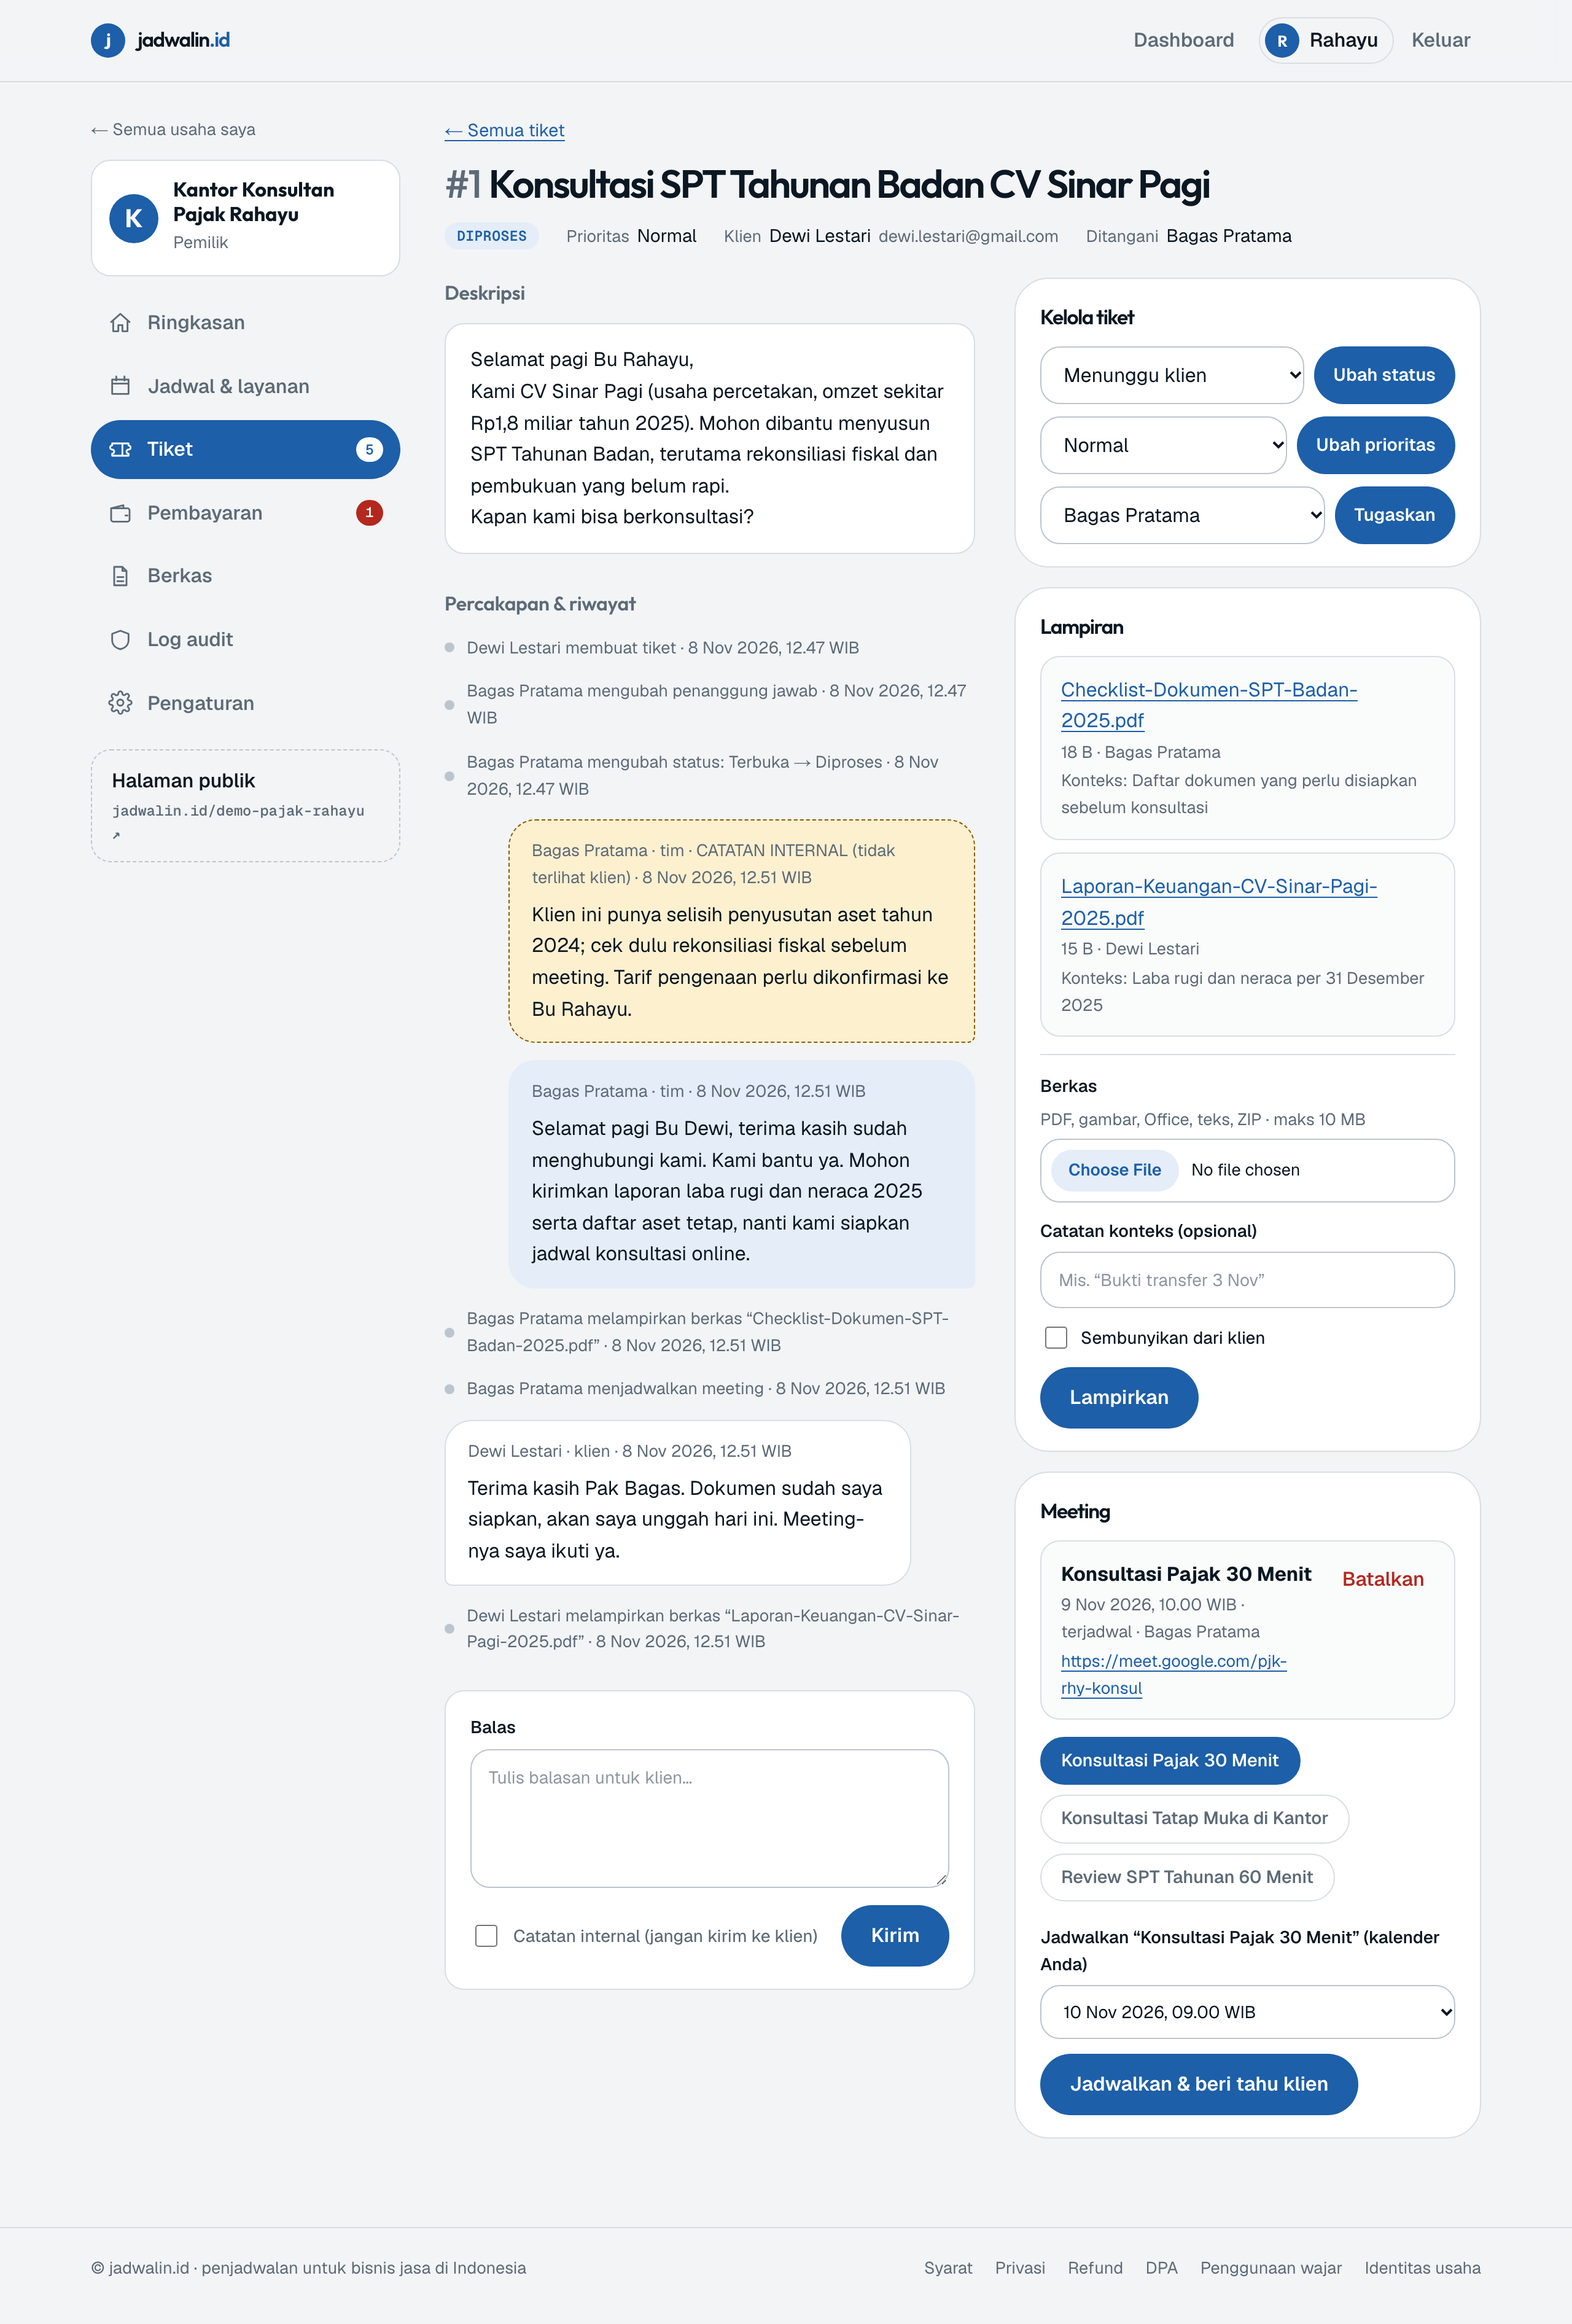 j jadwalin.id
Dashboard
R Rahayu
Keluar
← Semua usaha saya
K
Kantor Konsultan
Pajak Rahayu
Pemilik
Ringkasan
Jadwal & layanan
Tiket 5
Pembayaran 1
Berkas
Log audit
Pengaturan
Halaman publik
jadwalin.id/demo-pajak-rahayu
↗
← Semua tiket
#1 Konsultasi SPT Tahunan Badan CV Sinar Pagi
DIPROSES Prioritas Normal Klien Dewi Lestari dewi.lestari@gmail.com Ditangani Bagas Pratama
Deskripsi
Selamat pagi Bu Rahayu,
Kami CV Sinar Pagi (usaha percetakan, omzet sekitar
Rp1,8 miliar tahun 2025). Mohon dibantu menyusun
SPT Tahunan Badan, terutama rekonsiliasi fiskal dan
pembukuan yang belum rapi.
Kapan kami bisa berkonsultasi?
Percakapan & riwayat
Dewi Lestari membuat tiket · 8 Nov 2026, 12.47 WIB
Bagas Pratama mengubah penanggung jawab · 8 Nov 2026, 12.47
WIB
Bagas Pratama mengubah status: Terbuka → Diproses · 8 Nov
2026, 12.47 WIB
Bagas Pratama · tim · CATATAN INTERNAL (tidak
terlihat klien) · 8 Nov 2026, 12.51 WIB
Klien ini punya selisih penyusutan aset tahun
2024; cek dulu rekonsiliasi fiskal sebelum
meeting. Tarif pengenaan perlu dikonfirmasi ke
Bu Rahayu.
Bagas Pratama · tim · 8 Nov 2026, 12.51 WIB
Selamat pagi Bu Dewi, terima kasih sudah
menghubungi kami. Kami bantu ya. Mohon
kirimkan laporan laba rugi dan neraca 2025
serta daftar aset tetap, nanti kami siapkan
jadwal konsultasi online.
Bagas Pratama melampirkan berkas “Checklist-Dokumen-SPT-
Badan-2025.pdf” · 8 Nov 2026, 12.51 WIB
Bagas Pratama menjadwalkan meeting · 8 Nov 2026, 12.51 WIB
Dewi Lestari · klien · 8 Nov 2026, 12.51 WIB
Terima kasih Pak Bagas. Dokumen sudah saya
siapkan, akan saya unggah hari ini. Meeting-
nya saya ikuti ya.
Dewi Lestari melampirkan berkas “Laporan-Keuangan-CV-Sinar-
Pagi-2025.pdf” · 8 Nov 2026, 12.51 WIB
Balas
Tulis balasan untuk klien…
Catatan internal (jangan kirim ke klien)
Kirim
Kelola tiket
Menunggu klien
Ubah status
Normal
Ubah prioritas
Bagas Pratama
Tugaskan
Lampiran
Checklist-Dokumen-SPT-Badan-
2025.pdf
18 B · Bagas Pratama
Konteks: Daftar dokumen yang perlu disiapkan
sebelum konsultasi
Laporan-Keuangan-CV-Sinar-Pagi-
2025.pdf
15 B · Dewi Lestari
Konteks: Laba rugi dan neraca per 31 Desember
2025
Berkas
PDF, gambar, Office, teks, ZIP · maks 10 MB
Choose File No file chosen
Catatan konteks (opsional)
Mis. “Bukti transfer 3 Nov”
Sembunyikan dari klien
Lampirkan
Meeting
Konsultasi Pajak 30 Menit
Batalkan
9 Nov 2026, 10.00 WIB ·
terjadwal · Bagas Pratama
https://meet.google.com/pjk-
rhy-konsul
Konsultasi Pajak 30 Menit
Konsultasi Tatap Muka di Kantor
Review SPT Tahunan 60 Menit
Jadwalkan “Konsultasi Pajak 30 Menit” (kalender
Anda)
10 Nov 2026, 09.00 WIB
Jadwalkan & beri tahu klien
© jadwalin.id · penjadwalan untuk bisnis jasa di Indonesia
Syarat Privasi Refund DPA Penggunaan wajar Identitas usaha